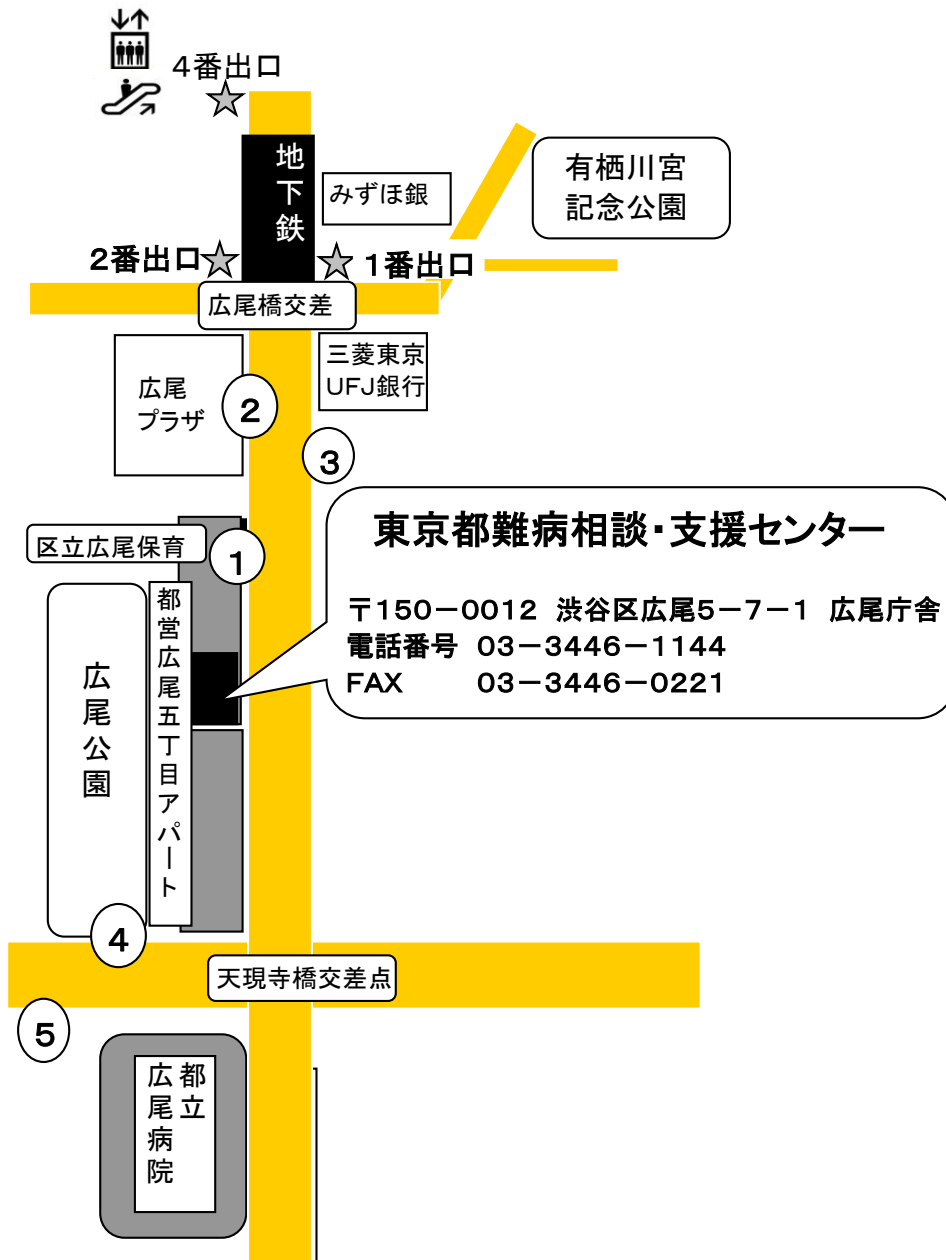 4番出口
地下鉄
みずほ銀
有栖川宮
記念公園
2番出口
1番出口
広尾橋交差
広尾
プラザ
三菱東京
UFJ銀行
2
3
東京都難病相談・支援センター
〒150-0012 渋谷区広尾5-7-1 広尾庁舎
電話番号 03-3446-1144
FAX 03-3446-0221
区立広尾保育
1
都営広尾五丁目アパート
広尾公園
4
天現寺橋交差点
5
都立
広尾病院